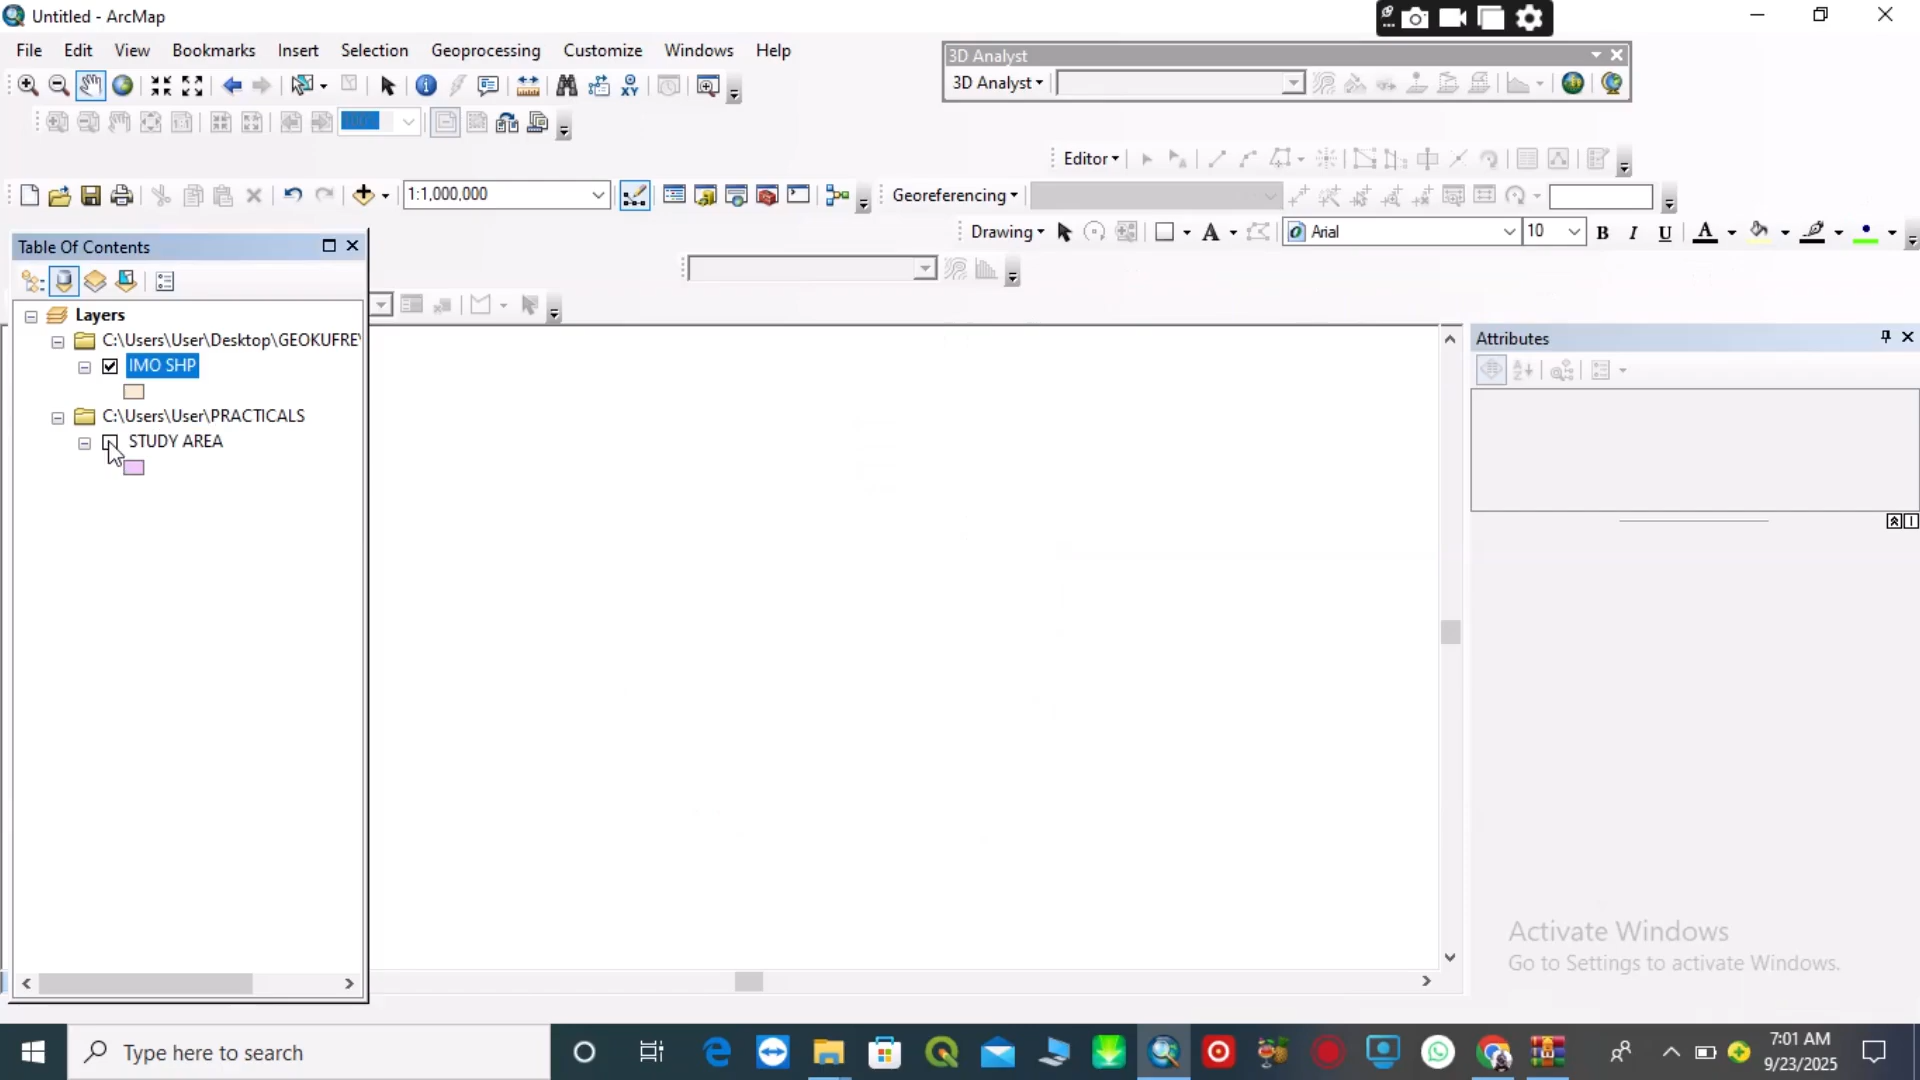 Untitled - ArcMap
File Edit View Bookmarks Insert Selection Geoprocessing Customize Windows Help
3D Analyst
3D Analyst
Editor
1:1,000,000
Georeferencing
Drawing
Arial
10
B I U A
Table Of Contents
Layers
C:\Users\User\Desktop\GEOKUFRE
IMO SHP
C:\Users\User\PRACTICALS
STUDY AREA
Attributes
Activate Windows
Go to Settings to activate Windows.
Type here to search
7:01 AM
9/23/2025